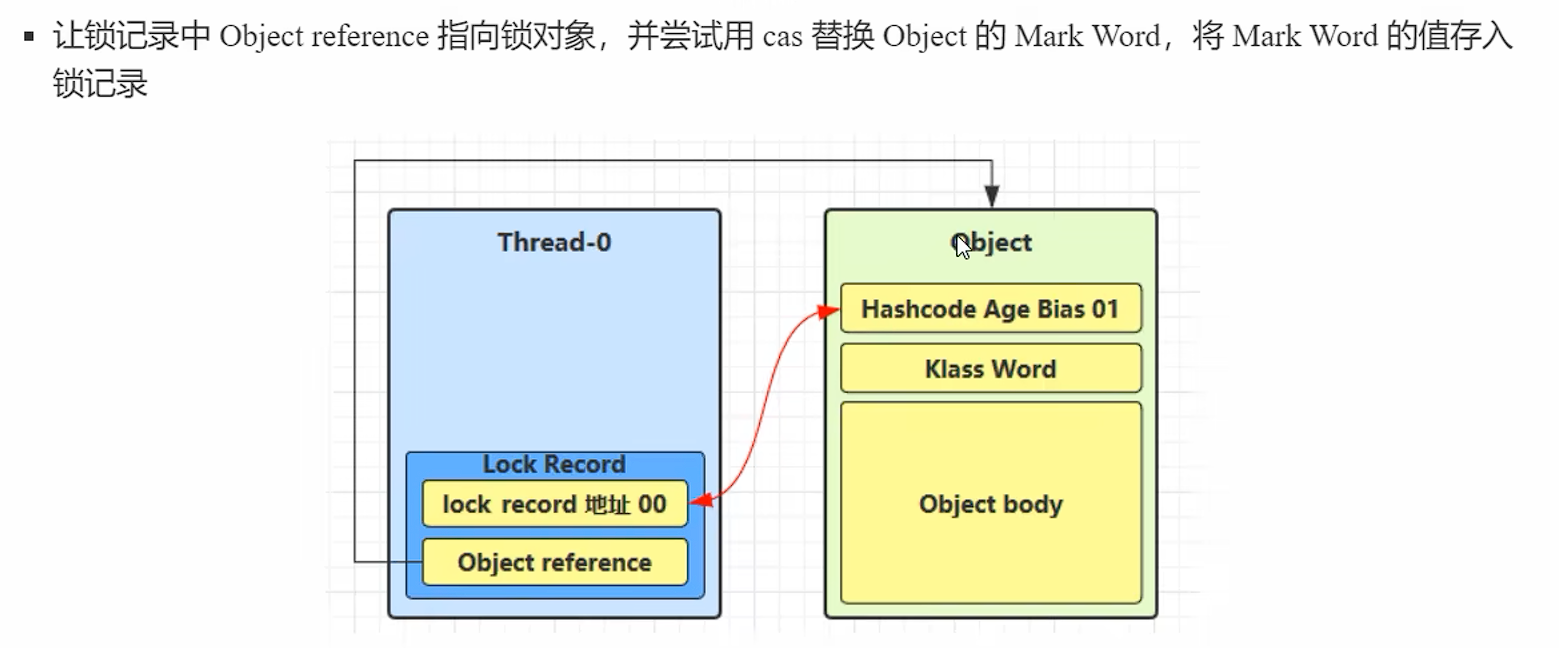 让锁记录中 Object reference 指向锁对象，并尝试用 cas 替换 Object 的 Mark Word，将 Mark Word 的值存入
锁记录
Thread-0
Object
Hashcode Age Bias 01
Klass Word
Lock Record
lock record 地址 00
Object body
Object reference